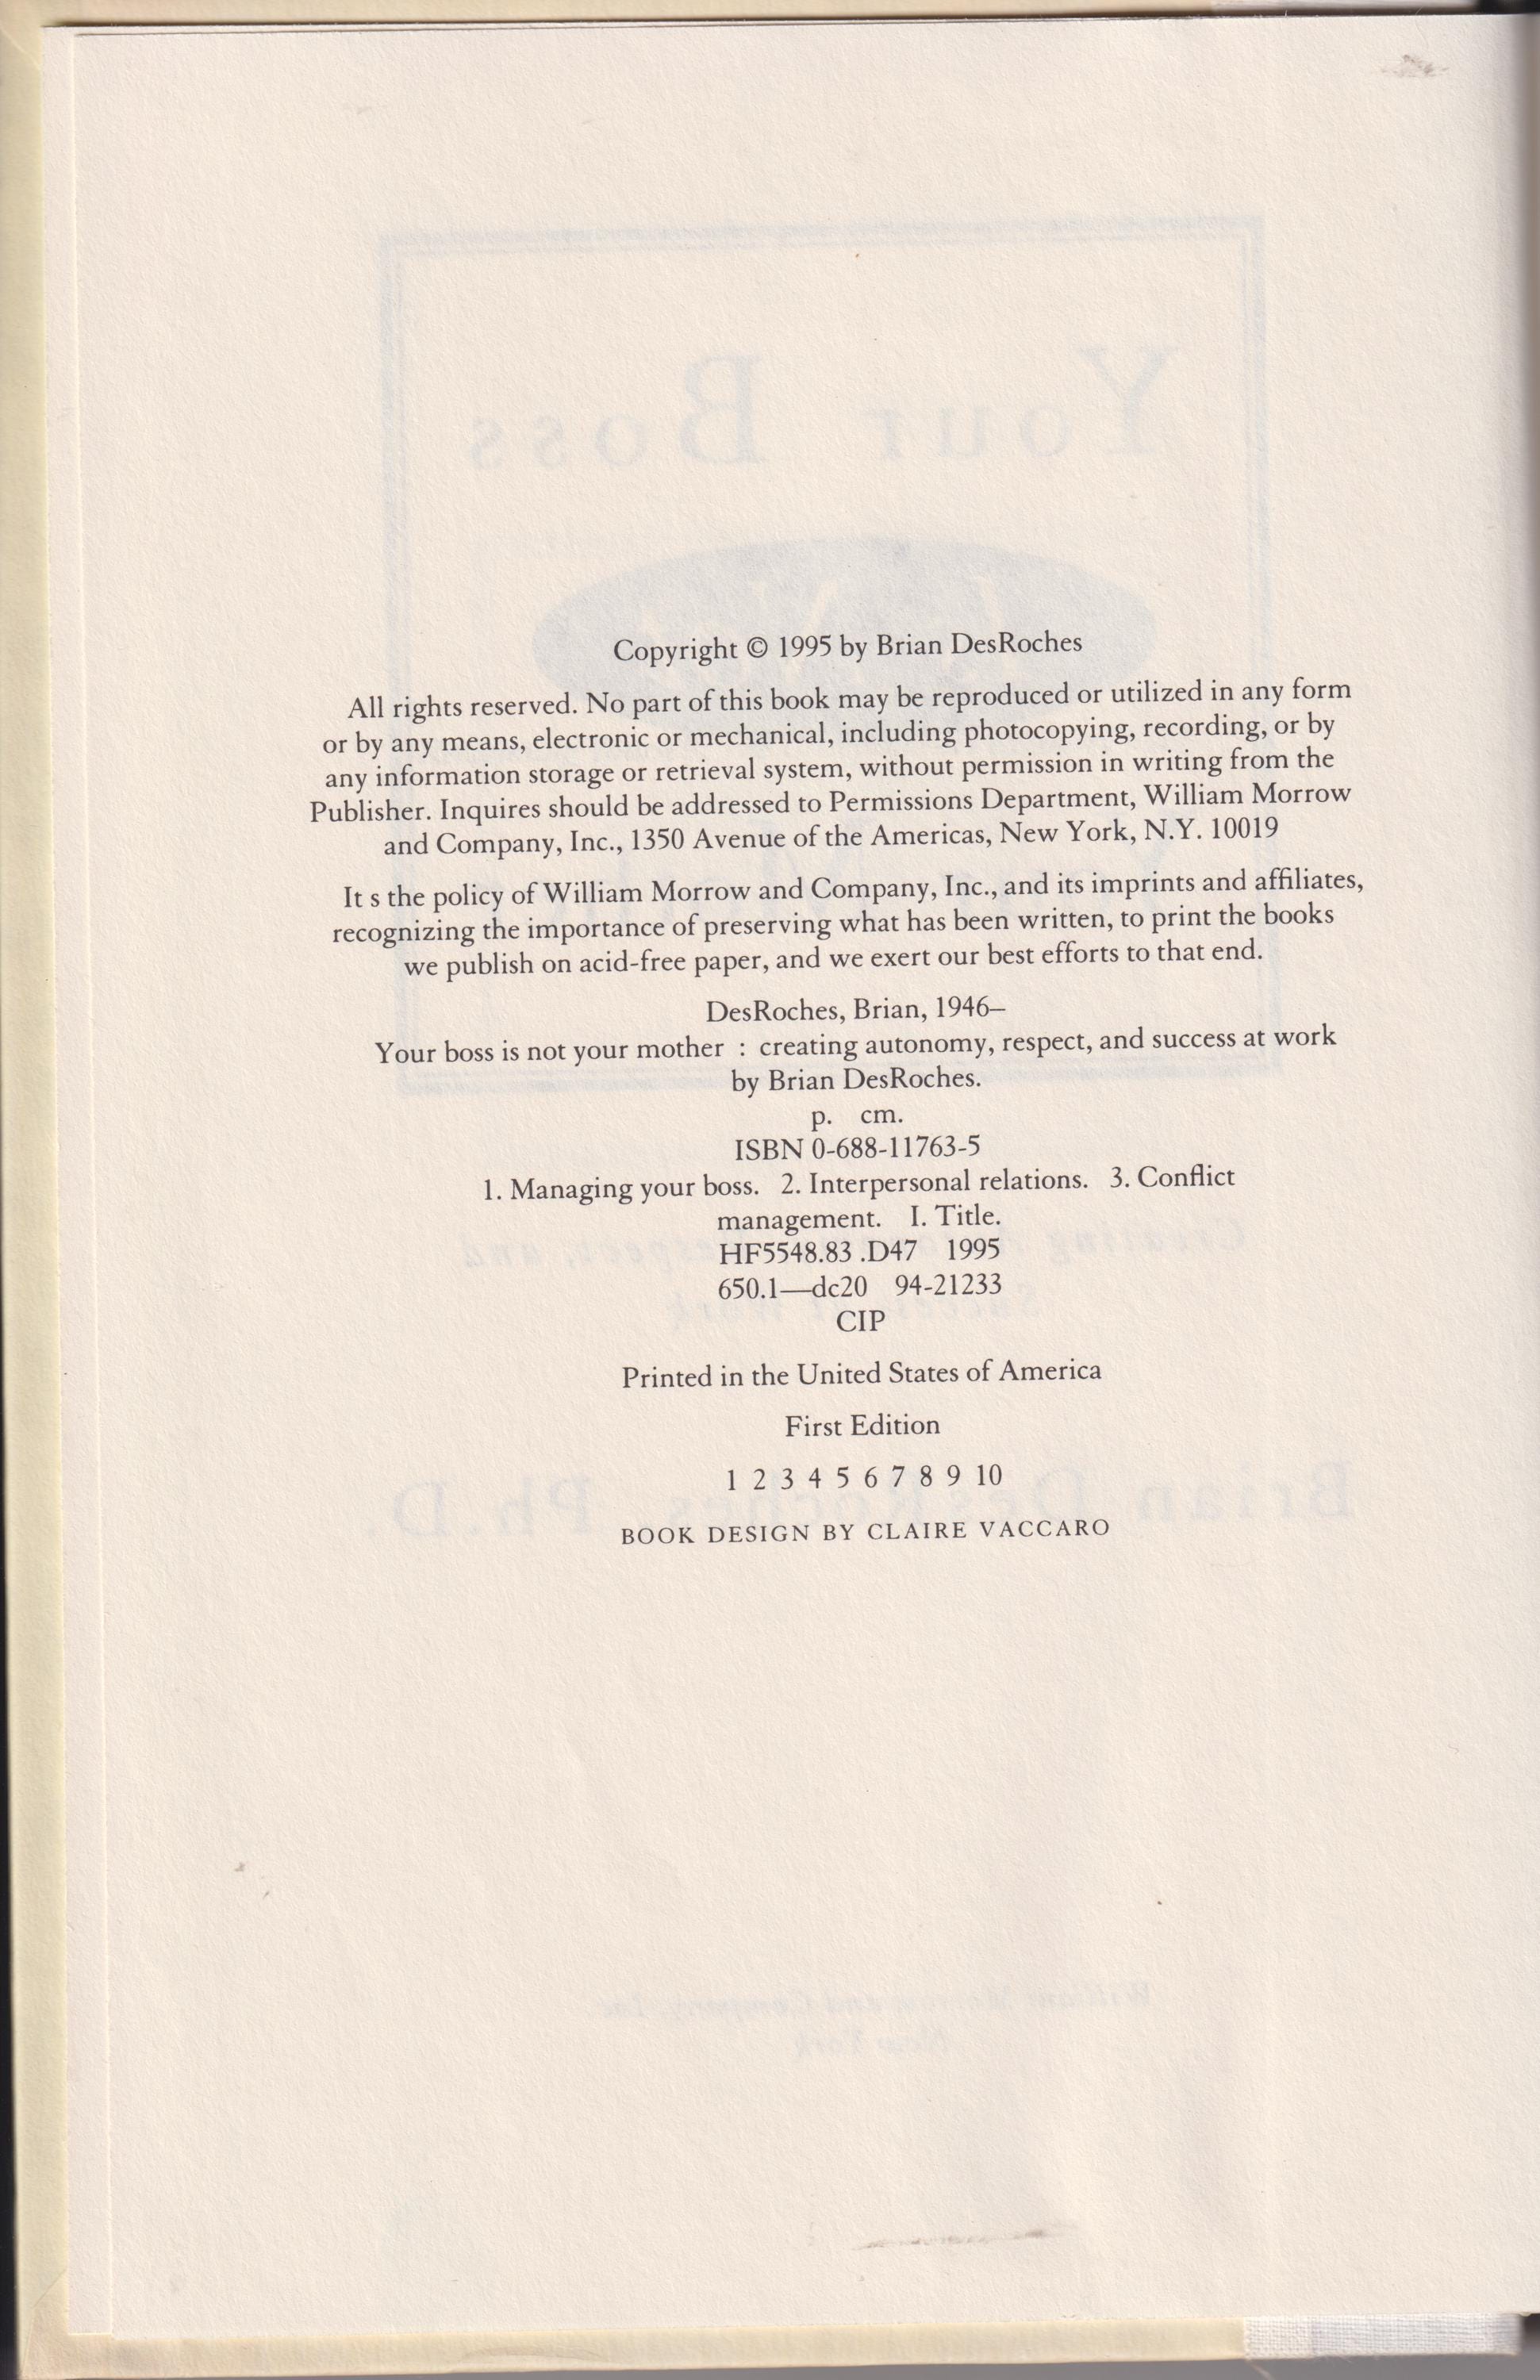 Copyright © 1995 by Brian DesRoches
All rights reserved. No part of this book may be reproduced or utilized in any form
or by any means, electronic or mechanical, including photocopying, recording, or by
any information storage or retrieval system, without permission in writing from the
Publisher. Inquires should be addressed to Permissions Department, William Morrow
and Company, Inc., 1350 Avenue of the Americas, New York, N.Y. 10019
It s the policy of William Morrow and Company, Inc., and its imprints and affiliates,
recognizing the importance of preserving what has been written, to print the books
we publish on acid-free paper, and we exert our best efforts to that end.
DesRoches, Brian, 1946–
Your boss is not your mother : creating autonomy, respect, and success at work
by Brian DesRoches.
p. cm.
ISBN 0-688-11763-5
1. Managing your boss. 2. Interpersonal relations. 3. Conflict
management. I. Title.
HF5548.83 .D47 1995
650.1—dc20 94-21233
CIP
Printed in the United States of America
First Edition
1 2 3 4 5 6 7 8 9 10
BOOK DESIGN BY CLAIRE VACCARO